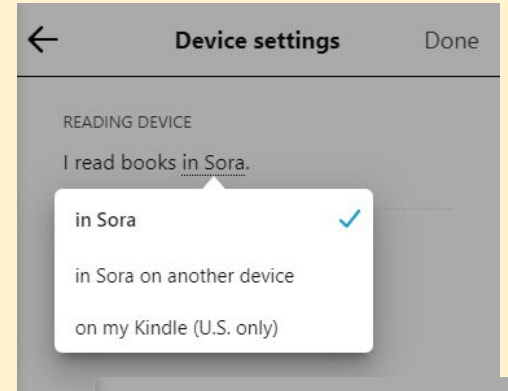 Device settings Done
READING DEVICE
I read books in Sora.
in Sora
in Sora on another device
on my Kindle (U.S. only)